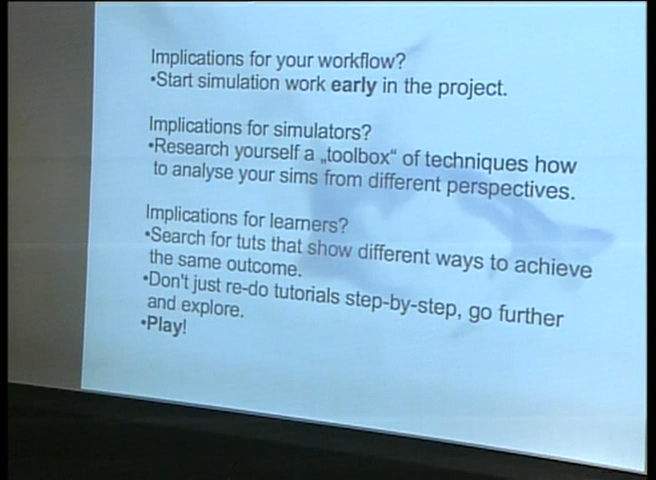 Implications for your workflow?
•Start simulation work early in the project.
Implications for simulators?
•Research yourself a „toolbox“ of techniques how
to analyse your sims from different perspectives.
Implications for learners?
•Search for tuts that show different ways to achieve
the same outcome.
•Don't just re-do tutorials step-by-step, go further
and explore.
•Play!